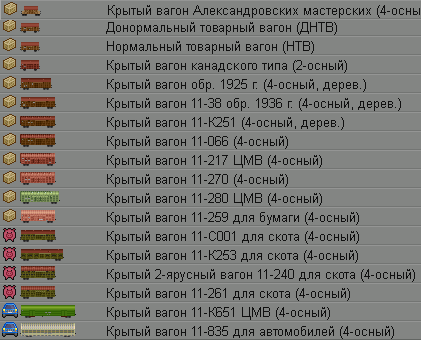 Крытый вагон Александровских мастерских (4-осны
Донормальный товарный вагон (ДНТВ)
Нормальный товарный вагон (НТВ)
Крытый вагон канадского типа (2-осный)
Крытый вагон обр. 1925 г. (4-осный, дерев.)
Крытый вагон 11-38 обр. 1936 г. (4-осный, дерев.)
Крытый вагон 11-К251 (4-осный, дерев.)
Крытый вагон 11-066 (4-осный)
Крытый вагон 11-217 ЦМВ (4-осный)
Крытый вагон 11-270 (4-осный)
Крытый вагон 11-280 ЦМВ (4-осный)
Крытый вагон 11-259 для бумаги (4-осный)
Крытый вагон 11-С001 для скота (4-осный)
Крытый вагон 11-К253 для скота (4-осный)
Крытый 2-ярусный вагон 11-240 для скота (4-осный)
Крытый вагон 11-261 для скота (4-осный)
Крытый вагон 11-К651 ЦМВ (4-осный)
Крытый вагон 11-835 для автомобилей (4-осный)